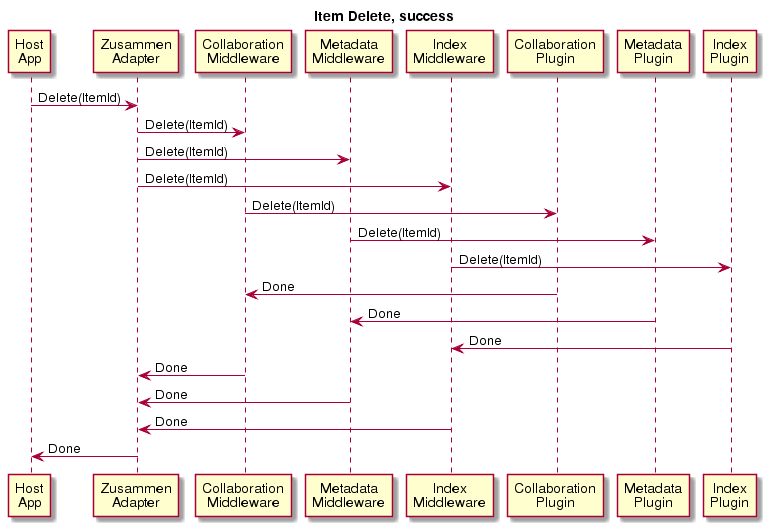 Item Delete, success
Host
App
Zusammen
Adapter
Collaboration
Middleware
Metadata
Middleware
Index
Middleware
Collaboration
Plugin
Metadata
Plugin
Index
Plugin
Delete(ItemId)
Delete(ItemId)
Delete(ItemId)
Delete(ItemId)
Delete(ItemId)
Delete(ItemId)
Delete(ItemId)
Done
Done
Done
Done
Done
Done
Done
Host
App
Zusammen
Adapter
Collaboration
Middleware
Metadata
Middleware
Index
Middleware
Collaboration
Plugin
Metadata
Plugin
Index
Plugin